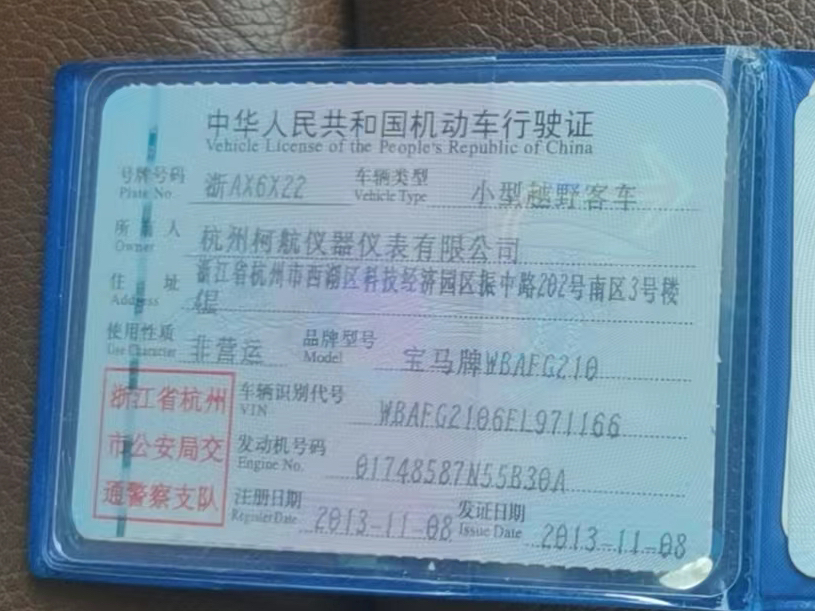 中华人民共和国机动车行驶证
Vehicle License of the People's Republic of China
号牌号码 浙AX6X22 车辆类型 小型越野客车
Plate No. Vehicle Type
所有人 杭州柯航仪器仪表有限公司
Owner
住址 浙江省杭州市西湖区科技经济园区振中路202号南区3号楼
Address
使用性质 非营运 品牌型号 宝马牌WBAFG210
Use Character Model
浙江省杭州 车辆识别代号 WBAFG2106EL971166
VIN
市公安局交 发动机号码 01748587N55B30A
Engine No.
通警察支队 注册日期 2013-11-08 发证日期 2013-11-08
Register Date Issue Date